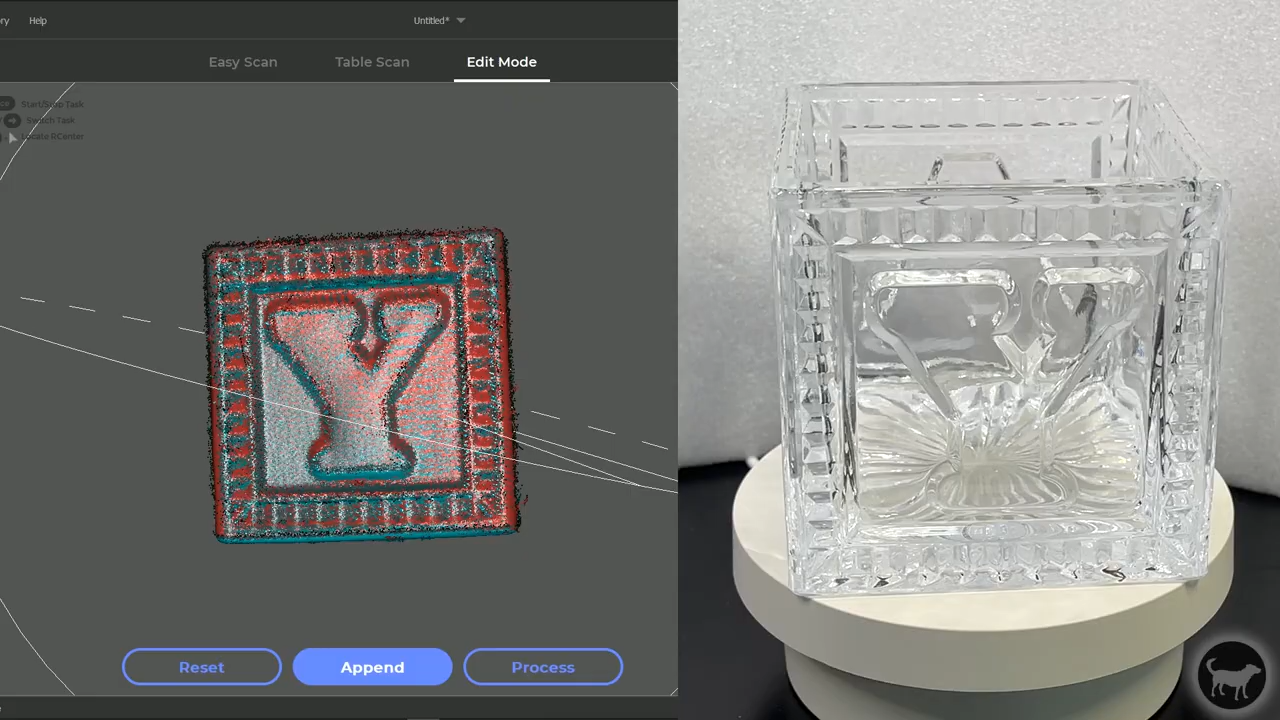 ry Help Untitled*
Easy Scan Table Scan Edit Mode
Start/Stop Task
Switch Task
Locate RCenter
Y
Y
Reset Append Process